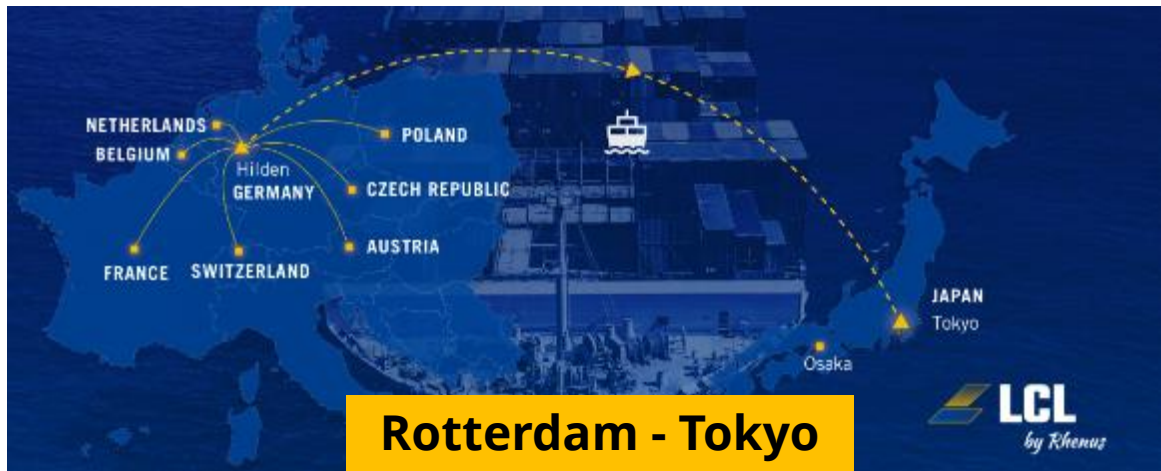 NETHERLANDS
BELGIUM
Hilden
GERMANY
POLAND
CZECH REPUBLIC
AUSTRIA
FRANCE
SWITZERLAND
JAPAN
Tokyo
Osaka
LCL
by Rhenus
Rotterdam - Tokyo